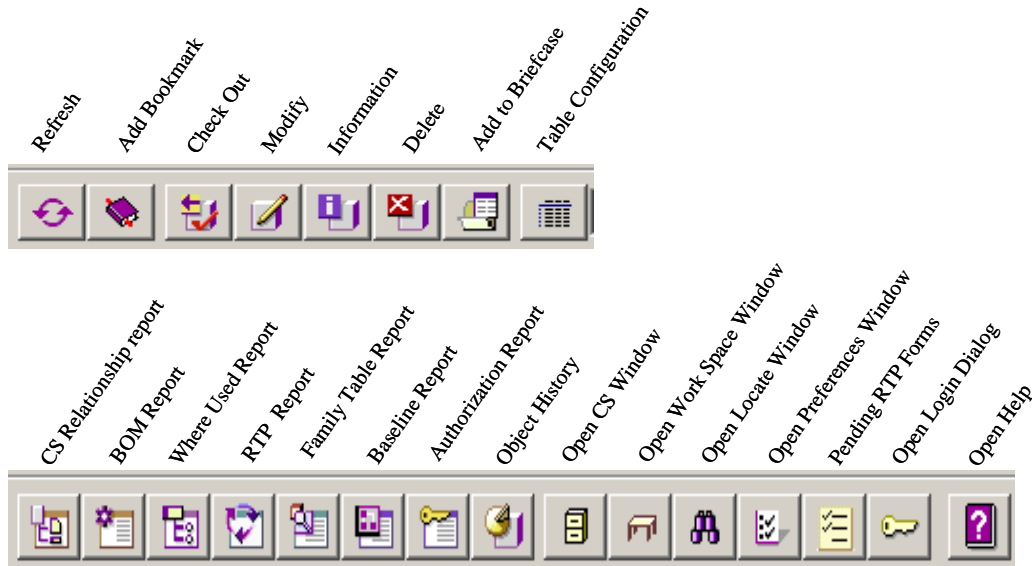 Refresh
Add Bookmark
Check Out
Modify
Information
Delete
Add to Briefcase
Table Configuration
i
CS Relationship report
BOM Report
Where Used Report
RTP Report
Family Table Report
Baseline Report
Authorization Report
Object History
Open CS Window
Open Work Space Window
Open Locate Window
Open Preferences Window
Pending RTP Forms
Open Login Dialog
Open Help
?